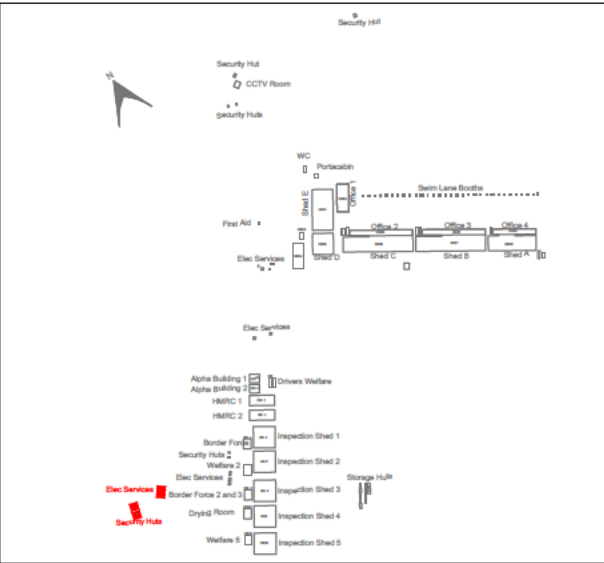 Security Hut
Security Hut
CCTV Room
N
Security Huts
WC
Portacabin
Swim Lane Booths
Shed E
Office 1
First Aid
Office 2
Office 3
Office 4
Elec Services
Shed D
Shed C
Shed B
Shed A
Elec Services
Alpha Building 1
Alpha Building 2
Drivers Welfare
HMRC 1
HMRC 2
Border Force
Inspection Shed 1
Security Huts
Welfare 2
Inspection Shed 2
Elec Services
Storage Huts
Elec Services
Border Force 2 and 3
Inspection Shed 3
Security Huts
Drying Room
Inspection Shed 4
Welfare 5
Inspection Shed 5